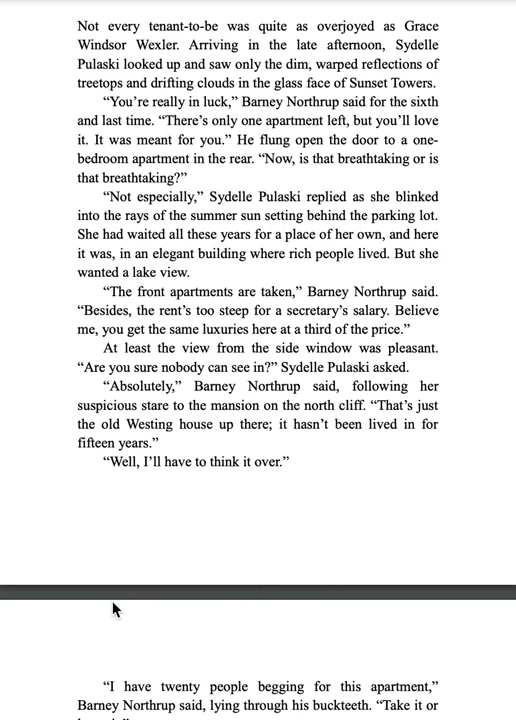 Not every tenant-to-be was quite as overjoyed as Grace
Windsor Wexler. Arriving in the late afternoon, Sydelle
Pulaski looked up and saw only the dim, warped reflections of
treetops and drifting clouds in the glass face of Sunset Towers.
“You’re really in luck,” Barney Northrup said for the sixth
and last time. “There’s only one apartment left, but you’ll love
it. It was meant for you.” He flung open the door to a one-
bedroom apartment in the rear. “Now, is that breathtaking or is
that breathtaking?”
“Not especially,” Sydelle Pulaski replied as she blinked
into the rays of the summer sun setting behind the parking lot.
She had waited all these years for a place of her own, and here
it was, in an elegant building where rich people lived. But she
wanted a lake view.
“The front apartments are taken,” Barney Northrup said.
“Besides, the rent’s too steep for a secretary’s salary. Believe
me, you get the same luxuries here at a third of the price.”
At least the view from the side window was pleasant.
“Are you sure nobody can see in?” Sydelle Pulaski asked.
“Absolutely,” Barney Northrup said, following her
suspicious stare to the mansion on the north cliff. “That’s just
the old Westing house up there; it hasn’t been lived in for
fifteen years.”
“Well, I’ll have to think it over.”
“I have twenty people begging for this apartment,”
Barney Northrup said, lying through his buckteeth. “Take it or